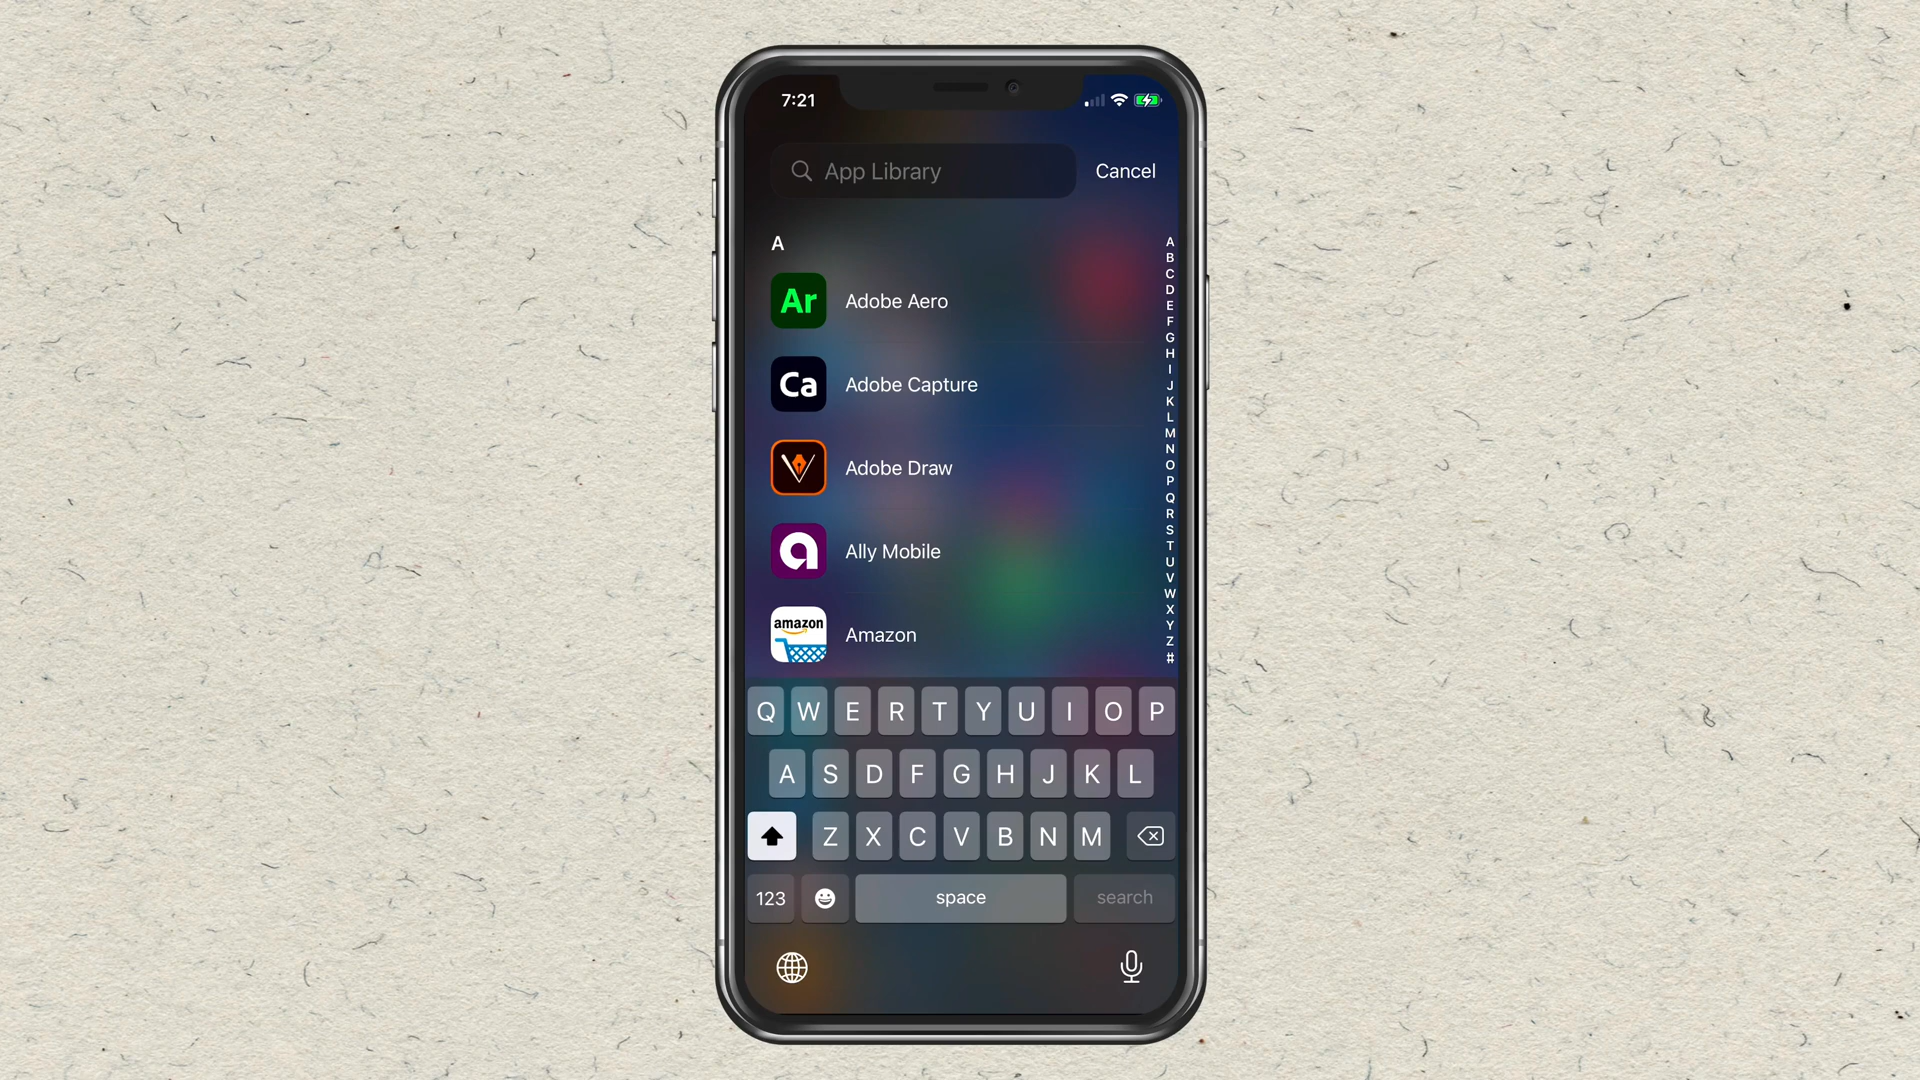 7:21
App Library
Cancel
A
Ar
Adobe Aero
Ca
Adobe Capture
Adobe Draw
a
Ally Mobile
amazon
Amazon
A
B
C
D
E
F
G
H
I
J
K
L
M
N
O
P
Q
R
S
T
U
V
W
X
Y
Z
#
Q W E R T Y U I O P
A S D F G H J K L
Z X C V B N M
123 space search